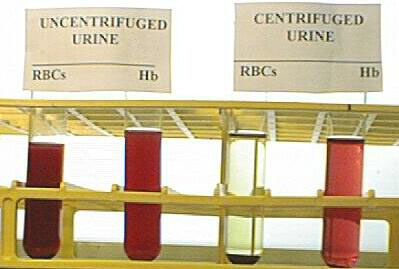 UNCENTRIFUGED
URINE
RBCs Hb
CENTRIFUGED
URINE
RBCs Hb